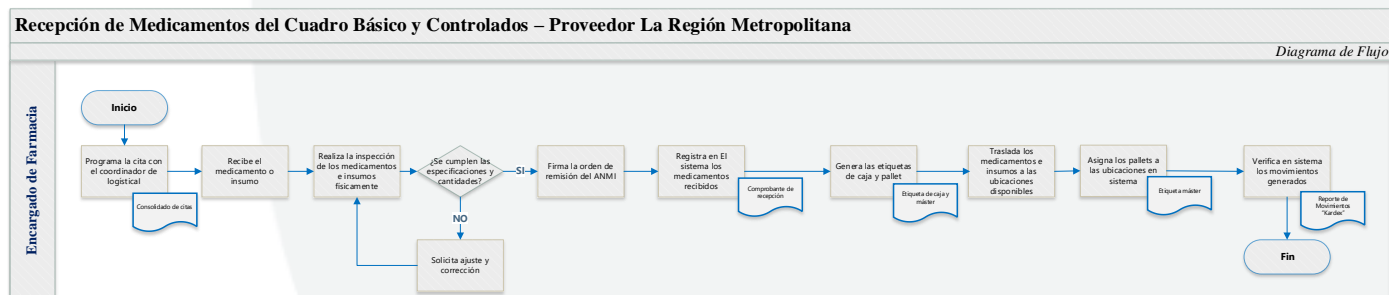 Recepción de Medicamentos del Cuadro Básico y Controlados – Proveedor La Región Metropolitana
Diagrama de Flujo
Encargado de Farmacia
Inicio
Programa la cita con
el coordinador de
logistical
Consolidado de citas
Recibe el
medicamento o
insumo
Realiza la inspección
de los medicamentos
e insumos
físicamente
¿Se cumplen las
especificaciones y
cantidades?
SI
NO
Solicita ajuste y
corrección
Firma la orden de
remisión del ANMI
Registra en El
sistema los
medicamentos
recibidos
Comprobante de
recepción
Genera las etiquetas
de caja y pallet
Etiqueta de caja y
máster
Traslada los
medicamentos e
insumos a las
ubicaciones
disponibles
Asigna los pallets a
las ubicaciones en
sistema
Etiqueta máster
Verifica en sistema
los movimientos
generados
Reporte de
Movimientos
"Kardex"
Fin